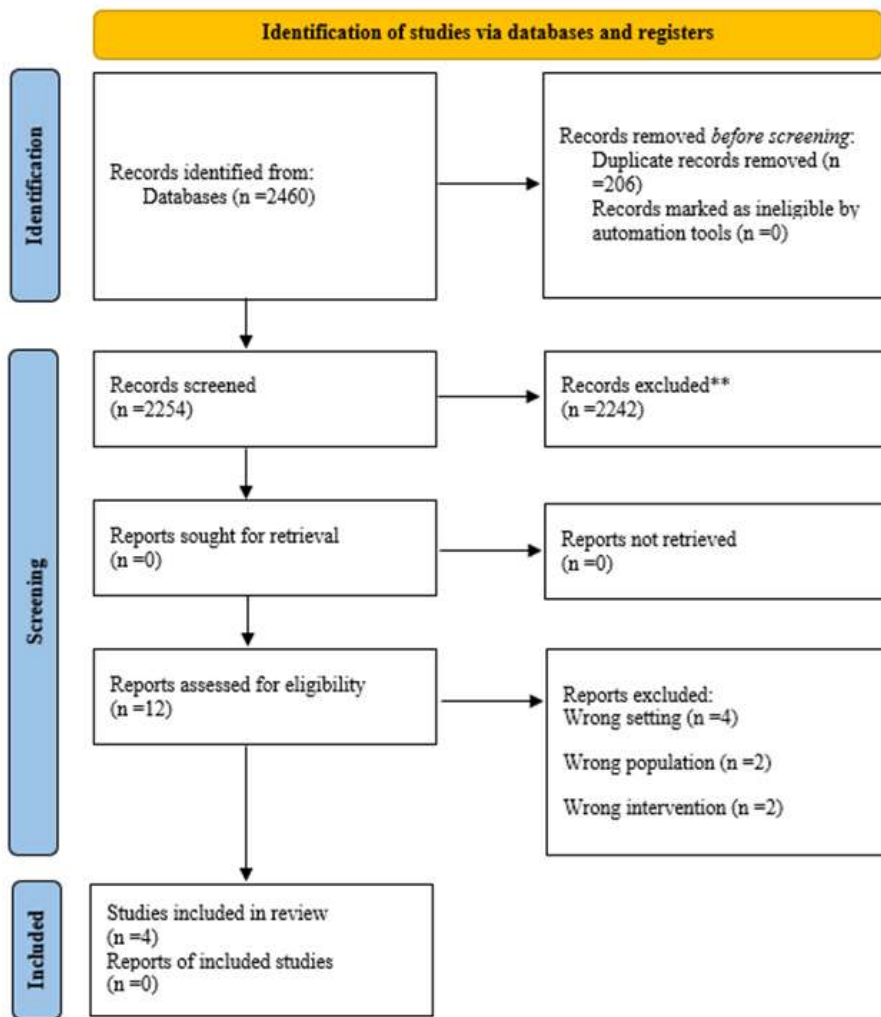 Identification of studies via databases and registers
Identification
Records identified from:
Databases (n =2460)
Records removed before screening:
Duplicate records removed (n
=206)
Records marked as ineligible by
automation tools (n =0)
Screening
Records screened
(n =2254)
Records excluded**
(n =2242)
Reports sought for retrieval
(n =0)
Reports not retrieved
(n =0)
Reports assessed for eligibility
(n =12)
Reports excluded:
Wrong setting (n =4)
Wrong population (n =2)
Wrong intervention (n =2)
Included
Studies included in review
(n =4)
Reports of included studies
(n =0)